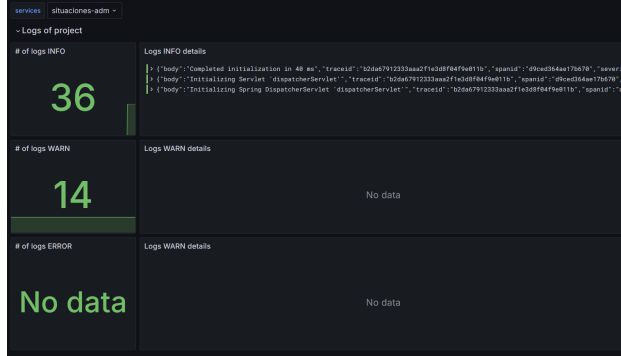 services situaciones-adm
Logs of project
# of logs INFO
36
Logs INFO details
{"body":"Completed initialization in 40 ms","traceid":"b2da67912333aaa2f1e3d8f04f9e011b","spanid":"d9ced364ae17b670","sever
{"body":"Initializing Servlet 'dispatcherServlet'","traceid":"b2da67912333aaa2f1e3d8f04f9e011b","spanid":"d9ced364ae17b670"
{"body":"Initializing Spring DispatcherServlet 'dispatcherServlet'","traceid":"b2da67912333aaa2f1e3d8f04f9e011b","spanid":"
# of logs WARN
14
Logs WARN details
No data
# of logs ERROR
No data
Logs WARN details
No data